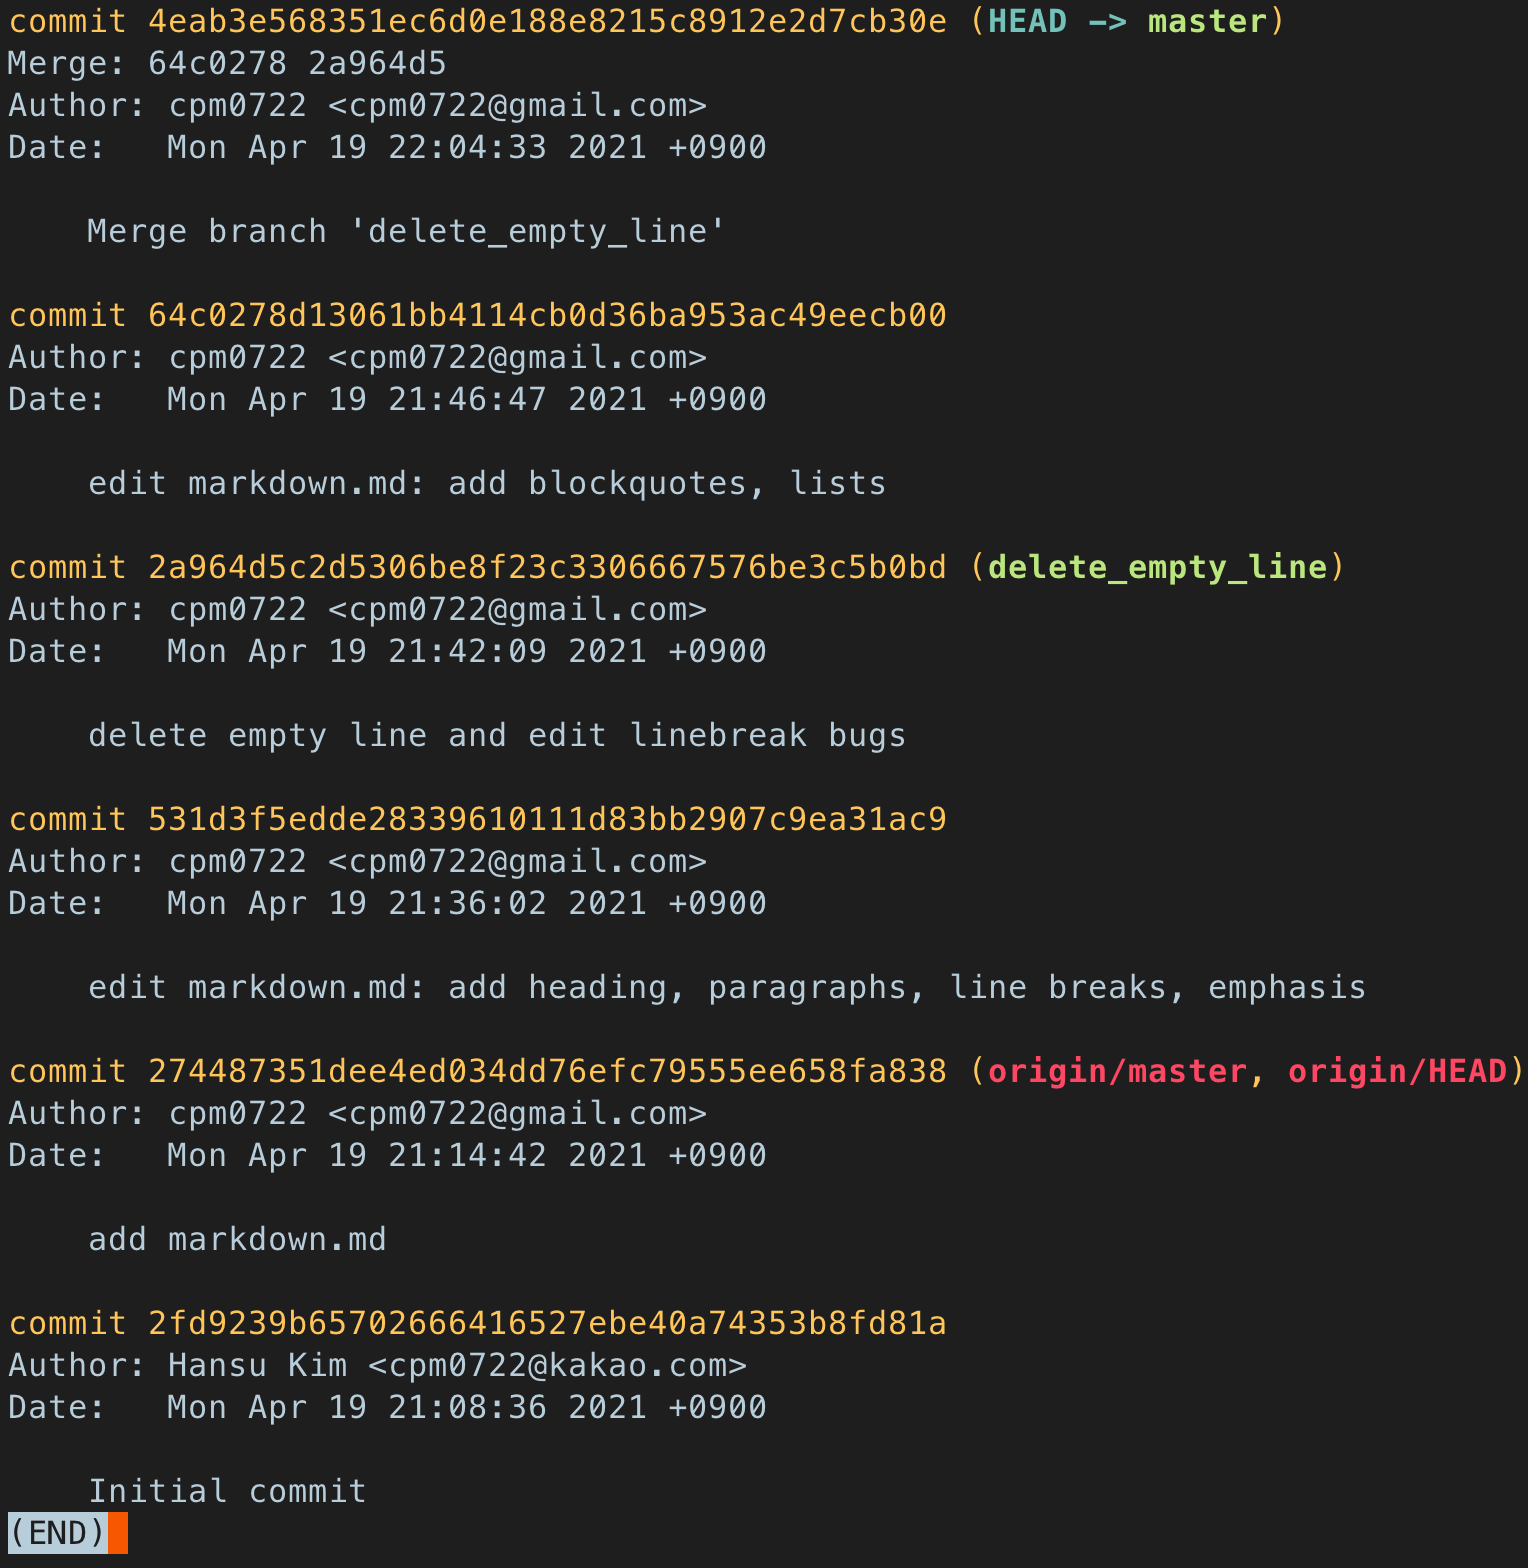 commit 4eab3e568351ec6d0e188e8215c8912e2d7cb30e (HEAD -> master)
Merge: 64c0278 2a964d5
Author: cpm0722 <cpm0722@gmail.com>
Date:   Mon Apr 19 22:04:33 2021 +0900

    Merge branch 'delete_empty_line'

commit 64c0278d13061bb4114cb0d36ba953ac49eecb00
Author: cpm0722 <cpm0722@gmail.com>
Date:   Mon Apr 19 21:46:47 2021 +0900

    edit markdown.md: add blockquotes, lists

commit 2a964d5c2d5306be8f23c3306667576be3c5b0bd (delete_empty_line)
Author: cpm0722 <cpm0722@gmail.com>
Date:   Mon Apr 19 21:42:09 2021 +0900

    delete empty line and edit linebreak bugs

commit 531d3f5edde28339610111d83bb2907c9ea31ac9
Author: cpm0722 <cpm0722@gmail.com>
Date:   Mon Apr 19 21:36:02 2021 +0900

    edit markdown.md: add heading, paragraphs, line breaks, emphasis

commit 274487351dee4ed034dd76efc79555ee658fa838 (origin/master, origin/HEAD)
Author: cpm0722 <cpm0722@gmail.com>
Date:   Mon Apr 19 21:14:42 2021 +0900

    add markdown.md

commit 2fd9239b65702666416527ebe40a74353b8fd81a
Author: Hansu Kim <cpm0722@kakao.com>
Date:   Mon Apr 19 21:08:36 2021 +0900

    Initial commit
(END)